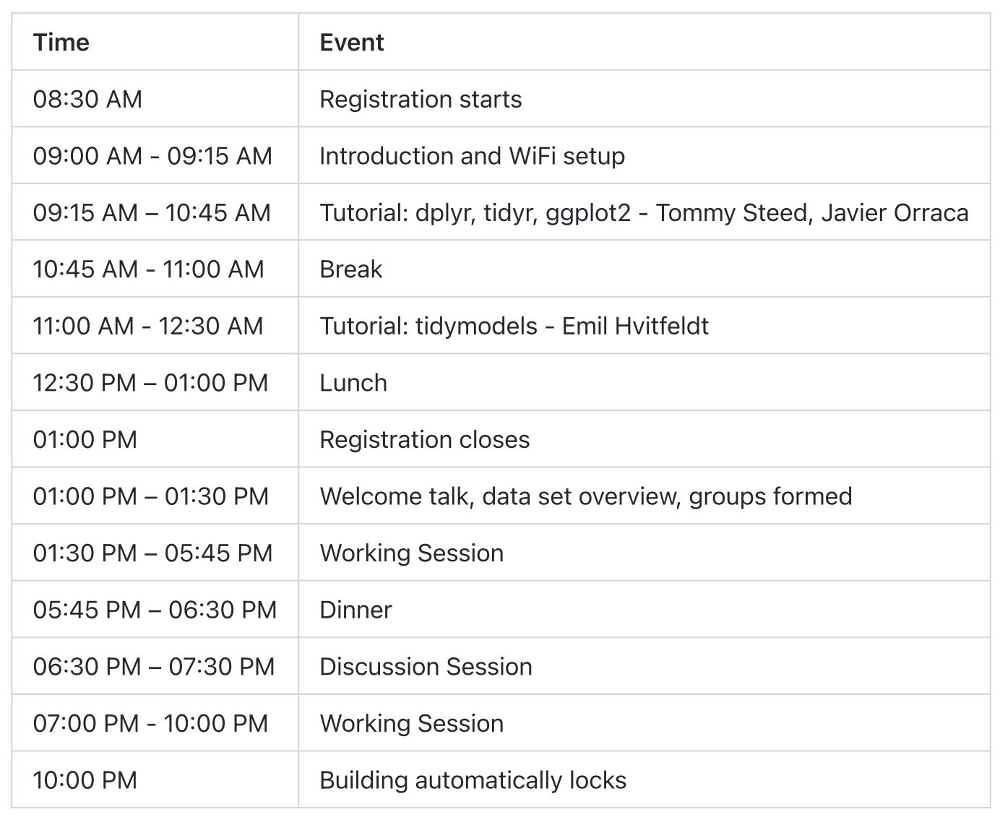 Time Event
08:30 AM Registration starts
09:00 AM - 09:15 AM Introduction and WiFi setup
09:15 AM – 10:45 AM Tutorial: dplyr, tidyr, ggplot2 - Tommy Steed, Javier Orraca
10:45 AM - 11:00 AM Break
11:00 AM - 12:30 AM Tutorial: tidymodels - Emil Hvitfeldt
12:30 PM – 01:00 PM Lunch
01:00 PM Registration closes
01:00 PM – 01:30 PM Welcome talk, data set overview, groups formed
01:30 PM – 05:45 PM Working Session
05:45 PM – 06:30 PM Dinner
06:30 PM – 07:30 PM Discussion Session
07:00 PM - 10:00 PM Working Session
10:00 PM Building automatically locks